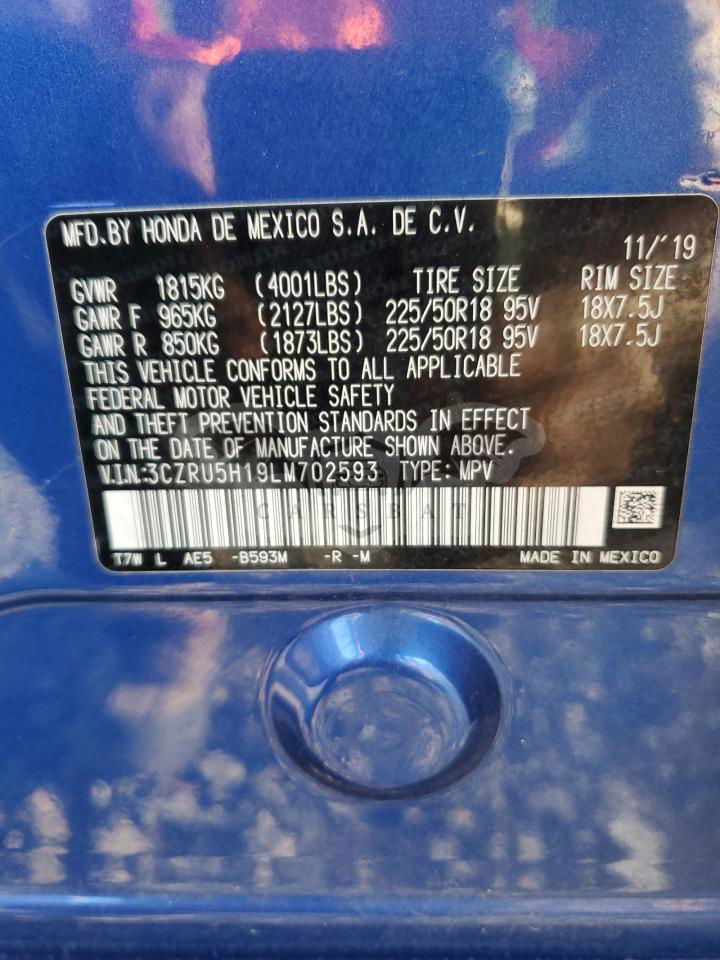 MFD.BY HONDA DE MEXICO S.A. DE C.V.
11/'19
GVWR 1815KG (4001LBS) TIRE SIZE RIM SIZE
GAWR F 965KG (2127LBS) 225/50R18 95V 18X7.5J
GAWR R 850KG (1873LBS) 225/50R18 95V 18X7.5J
THIS VEHICLE CONFORMS TO ALL APPLICABLE
FEDERAL MOTOR VEHICLE SAFETY
AND THEFT PREVENTION STANDARDS IN EFFECT
ON THE DATE OF MANUFACTURE SHOWN ABOVE.
V.I.N:3CZRU5H19LM702593 TYPE: MPV
CARSBAT
T7W L AE5 -B593M -R -M MADE IN MEXICO